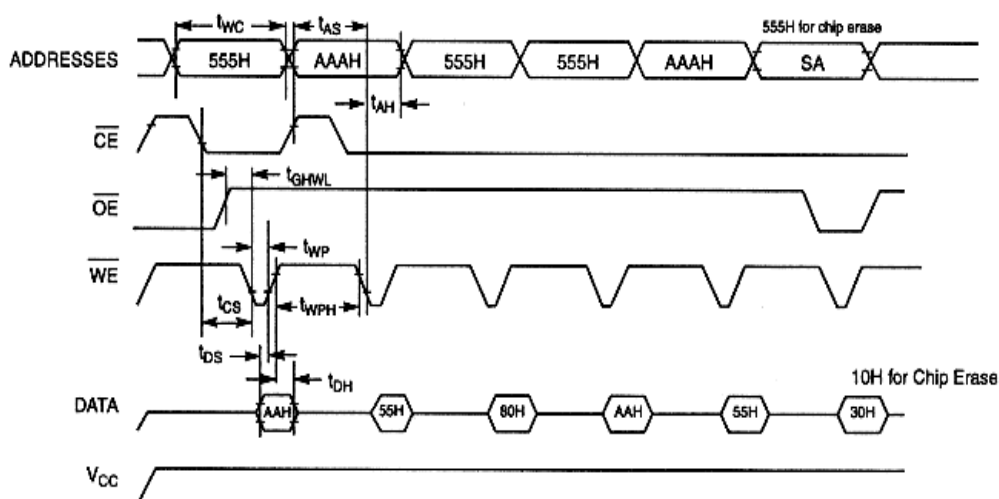 tWC
tAS
555H for chip erase
ADDRESSES 555H AAAH 555H 555H AAAH SA
tAH
CE
tGHWL
OE
tWP
WE
tCS
tWPH
tDS
tDH
10H for Chip Erase
DATA AAH 55H 80H AAH 55H 30H
VCC